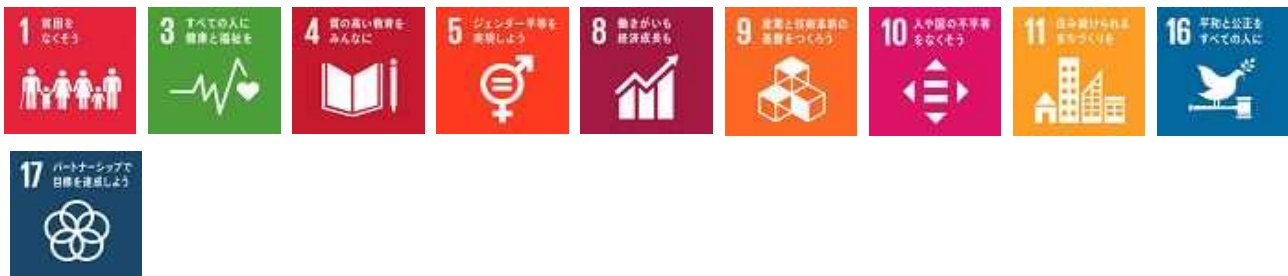 1 貧困を
なくそう
3 すべての人に
健康と福祉を
4 質の高い教育を
みんなに
5 ジェンダー平等を
実現しよう
8 働きがいも
経済成長も
9 産業と技術革新の
基盤をつくろう
10 人や国の不平等
をなくそう
11 住み続けられる
まちづくりを
16 平和と公正を
すべての人に
17 パートナーシップで
目標を達成しよう